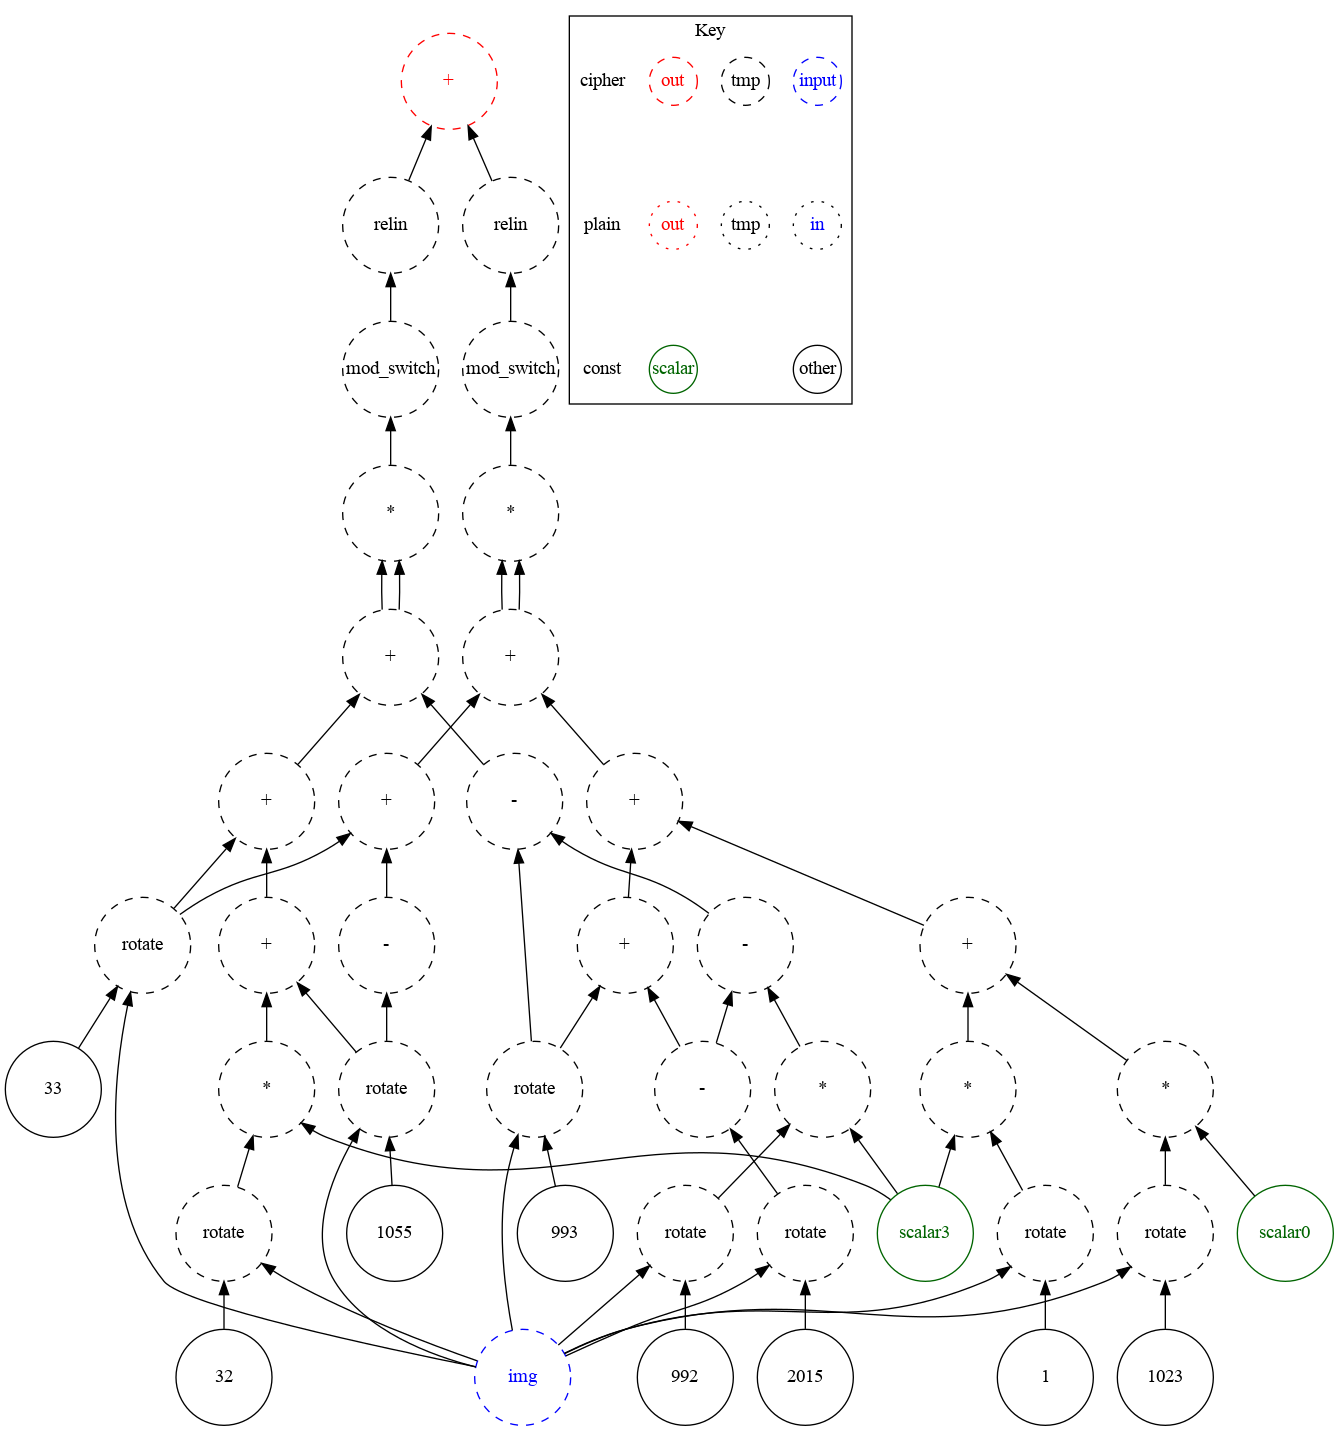 Key
+
cipher out tmp input
relin relin
plain out tmp in
mod_switch mod_switch
const scalar other
* *
+ +
+ + - +
rotate + - + - +
33 * rotate rotate - * * *
rotate 1055 993 rotate rotate scalar3 rotate rotate scalar0
32 img 992 2015 1 1023